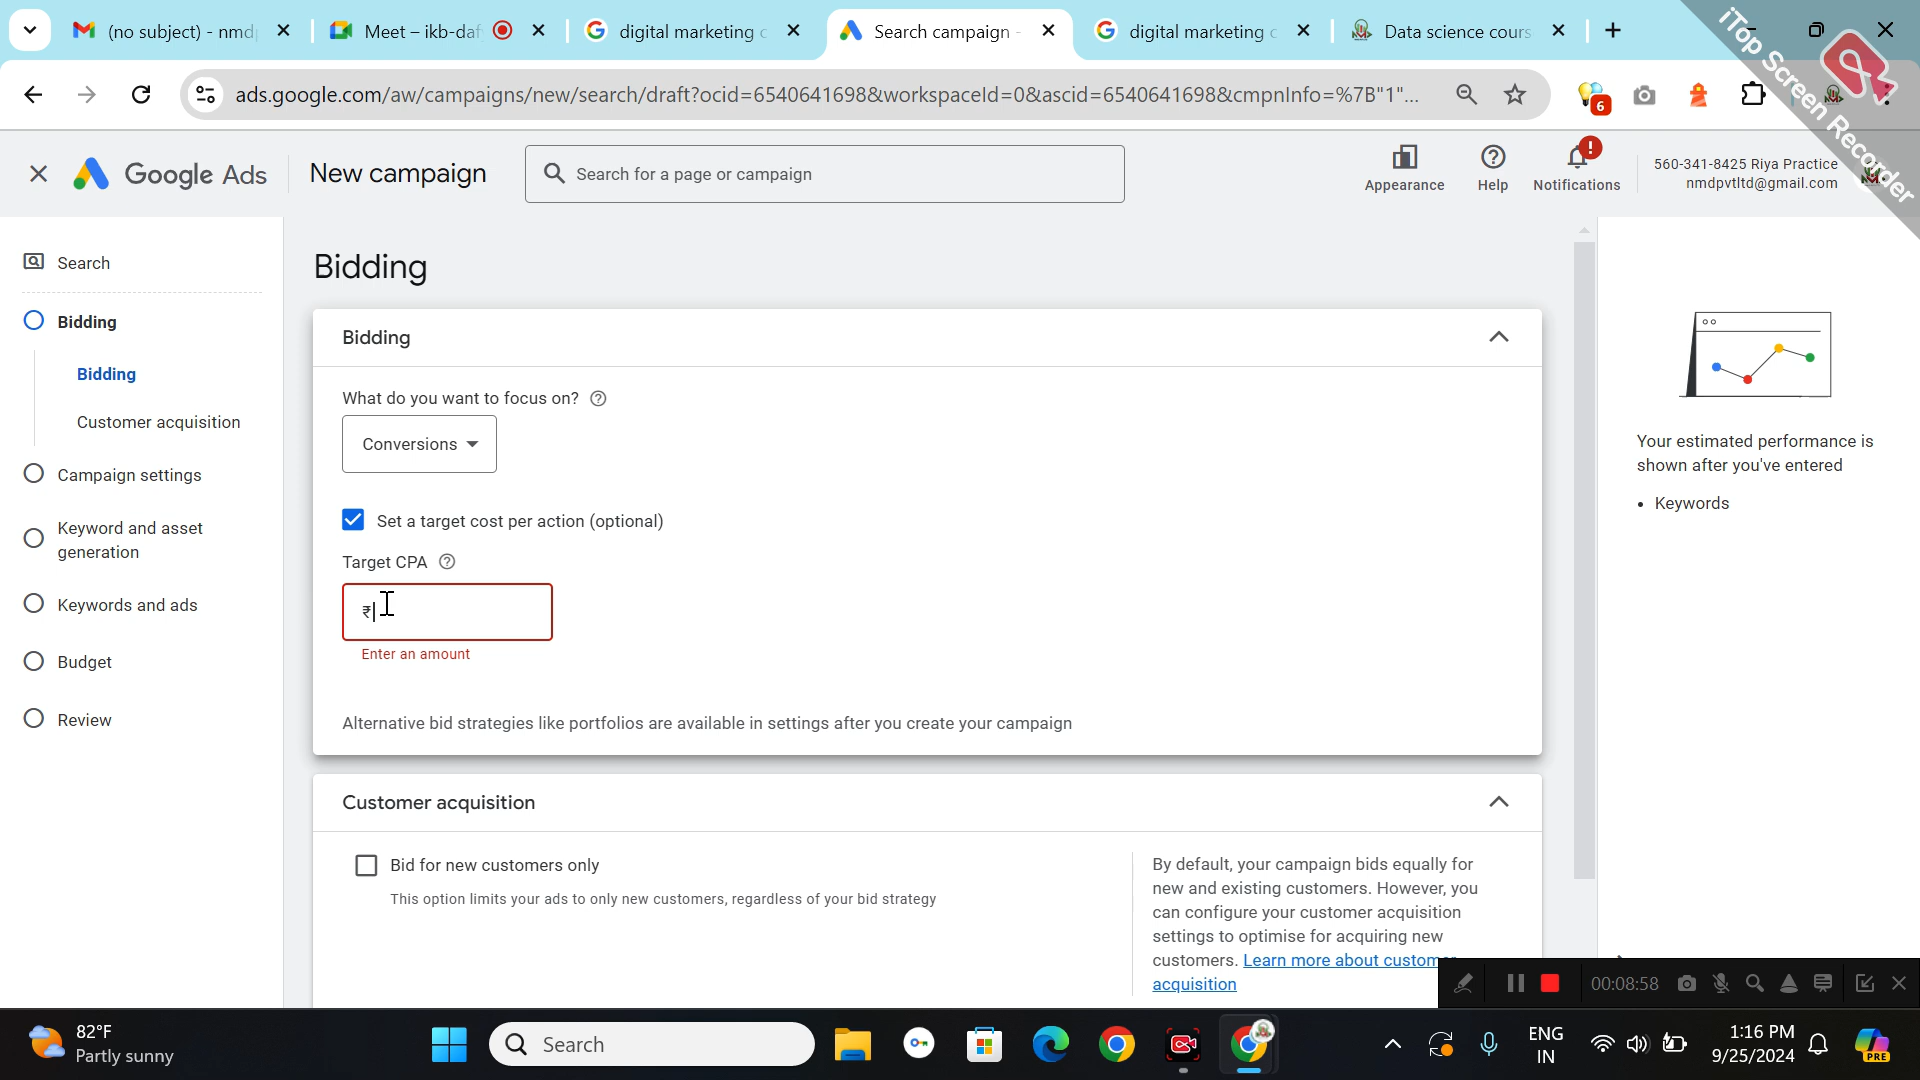 (no subject) - nmd
Meet – ikb-daf
digital marketing c
Search campaign -
digital marketing c
Data science cours
iTop Screen Recorder
ads.google.com/aw/campaigns/new/search/draft?ocid=6540641698&workspaceId=0&ascid=6540641698&cmpnInfo=%7B"1"...
6
Google Ads
New campaign
Search for a page or campaign
Appearance
Help
!
Notifications
560-341-8425 Riya Practice
nmdpvtltd@gmail.com
Search
Bidding
Bidding
Customer acquisition
Campaign settings
Keyword and asset
generation
Keywords and ads
Budget
Review
Bidding
Bidding
What do you want to focus on?
Conversions
Set a target cost per action (optional)
Target CPA
₹
Enter an amount
Alternative bid strategies like portfolios are available in settings after you create your campaign
Customer acquisition
Bid for new customers only
This option limits your ads to only new customers, regardless of your bid strategy
By default, your campaign bids equally for
new and existing customers. However, you
can configure your customer acquisition
settings to optimise for acquiring new
customers. Learn more about customer
acquisition
Your estimated performance is
shown after you've entered
• Keywords
00:08:58
82°F
Partly sunny
Search
ENG
IN
1:16 PM
9/25/2024
PRE